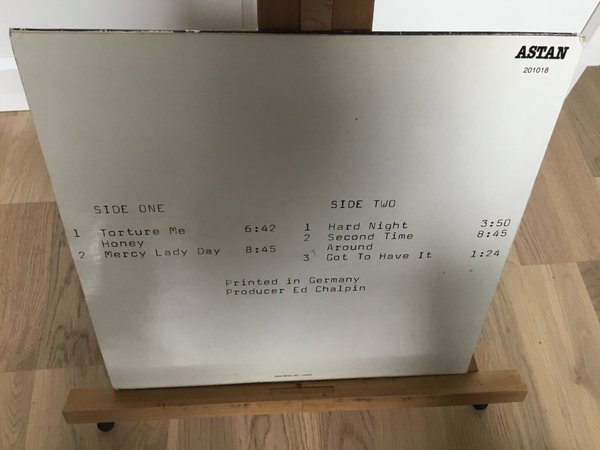 ASTAN
201018
SIDE ONE
1 Torture Me 6:42
Honey
2 Mercy Lady Day 8:45
SIDE TWO
1 Hard Night 3:50
2 Second Time 8:45
Around
3 Got To Have It 1:24
Printed in Germany
Producer Ed Chalpin